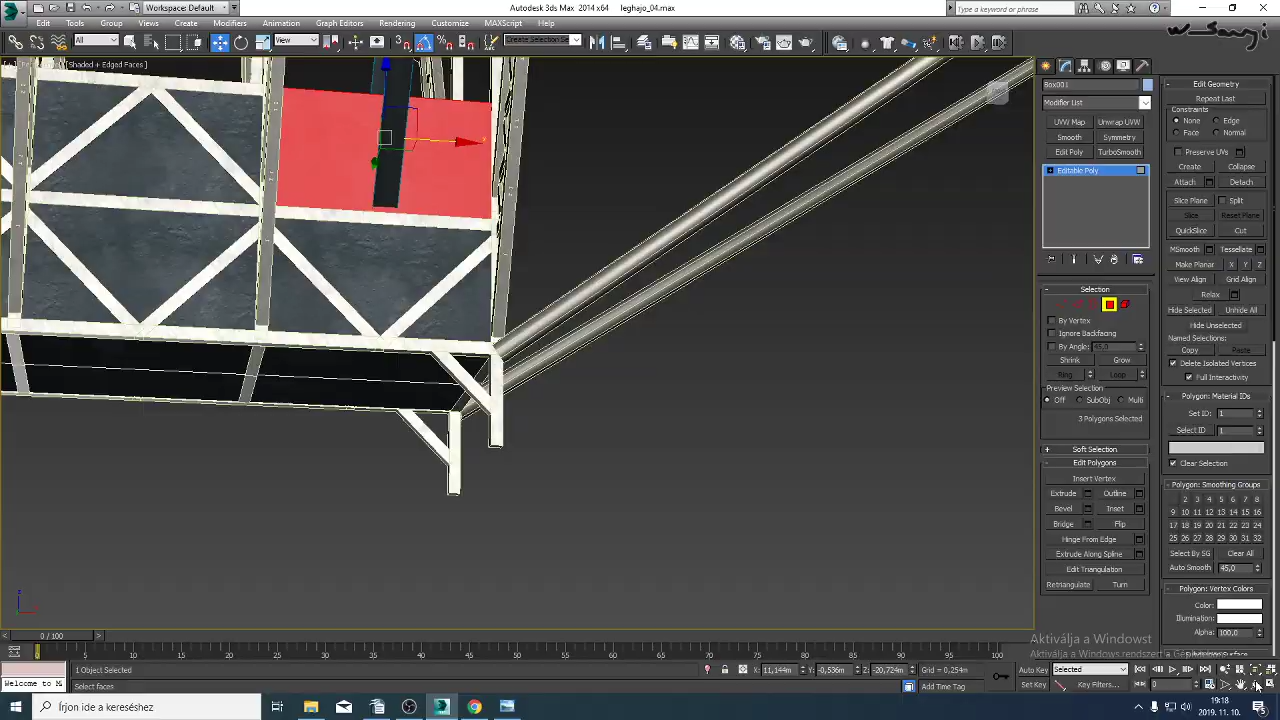 Workspace: Default
Autodesk 3ds Max 2014 x64    leghajo_04.max
Type a keyword or phrase
Edit Tools Group Views Create Modifiers Animation Graph Editors Rendering Customize MAXScript Help
All
View
[Shaded + Edged Faces]
Box001
Modifier List
UVW Map Unwrap UVW
Smooth Symmetry
Edit Poly TurboSmooth
Editable Poly
Selection
By Vertex
Ignore Backfacing
By Angle: 45,0
Shrink Grow
Ring Loop
Preview Selection
Off SubObj Multi
3 Polygons Selected
Soft Selection
Edit Polygons
Insert Vertex
Extrude Outline
Bevel Inset
Bridge Flip
Hinge From Edge
Extrude Along Spline
Edit Triangulation
Retriangulate Turn
Edit Geometry
Repeat Last
Constraints
None Edge
Face Normal
Preserve UVs
Create Collapse
Attach Detach
Slice Plane Split
Slice Reset Plane
QuickSlice Cut
MSmooth Tessellate
Make Planar X Y Z
View Align Grid Align
Relax
Hide Selected Unhide All
Hide Unselected
Named Selections:
Copy Paste
Delete Isolated Vertices
Full Interactivity
Polygon: Material IDs
Set ID: 1
Select ID 1
Clear Selection
Polygon: Smoothing Groups
2 3 4 5 6 7 8
9 10 11 12 13 14 15 16
17 18 19 20 21 22 23 24
25 26 27 28 29 30 31 32
Select By SG Clear All
Auto Smooth 45,0
Polygon: Vertex Colors
Color:
Illumination:
Alpha: 100,0
Aktiválja a Windowst
0 / 100
0 5 10 15 20 25 30 35 40 45 50 55 60 65 70 75 80 85 90 95 100
Welcome to M
1 Object Selected
Select faces
X: 11,144m Y: -0,536m Z: -20,724m Grid = 0,254m
Add Time Tag
Auto Key Selected
Set Key Key Filters...
0
Írjon ide a kereséshez
19:18
2019. 11. 10.